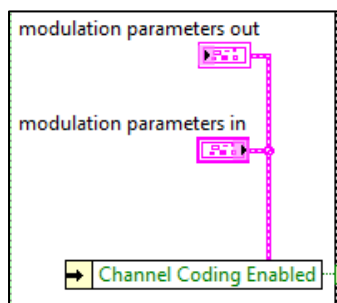 modulation parameters out
modulation parameters in
Channel Coding Enabled